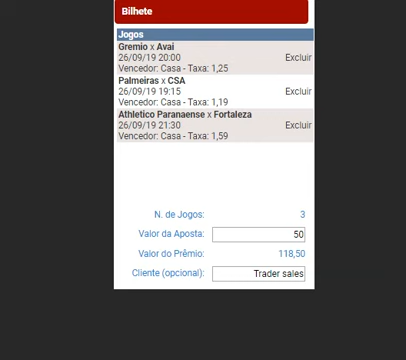 Bilhete
Jogos
Gremio x Avai
26/09/19 20:00 Excluir
Vencedor: Casa - Taxa: 1,25
Palmeiras x CSA
26/09/19 19:15 Excluir
Vencedor: Casa - Taxa: 1,19
Athletico Paranaense x Fortaleza
26/09/19 21:30 Excluir
Vencedor: Casa - Taxa: 1,59
N. de Jogos: 3
Valor da Aposta: 50
Valor do Prêmio: 118,50
Cliente (opcional): Trader sales